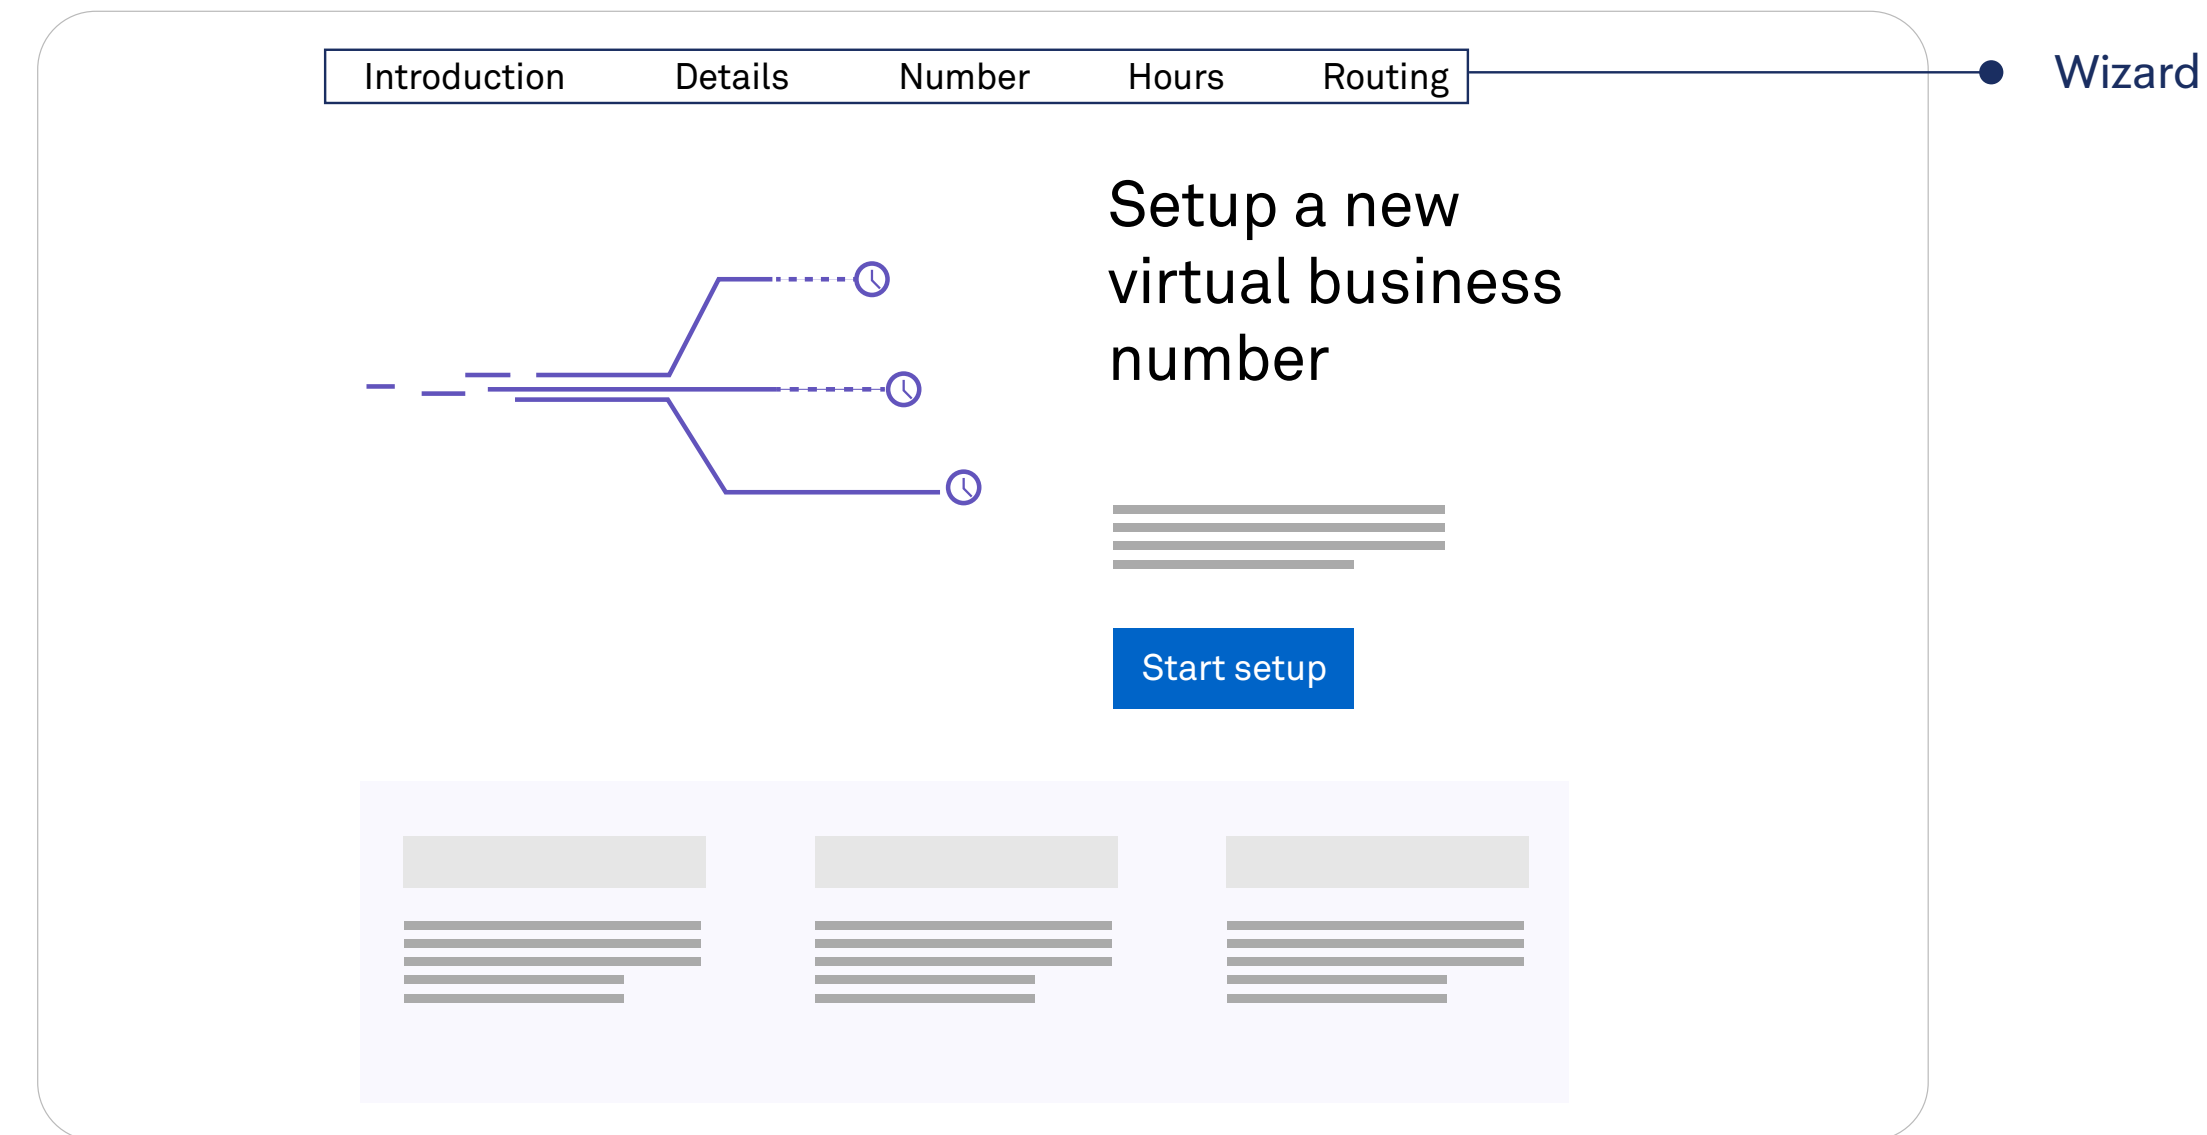 Introduction Details Number Hours Routing
Wizard
Setup a new
virtual business
number
Start setup